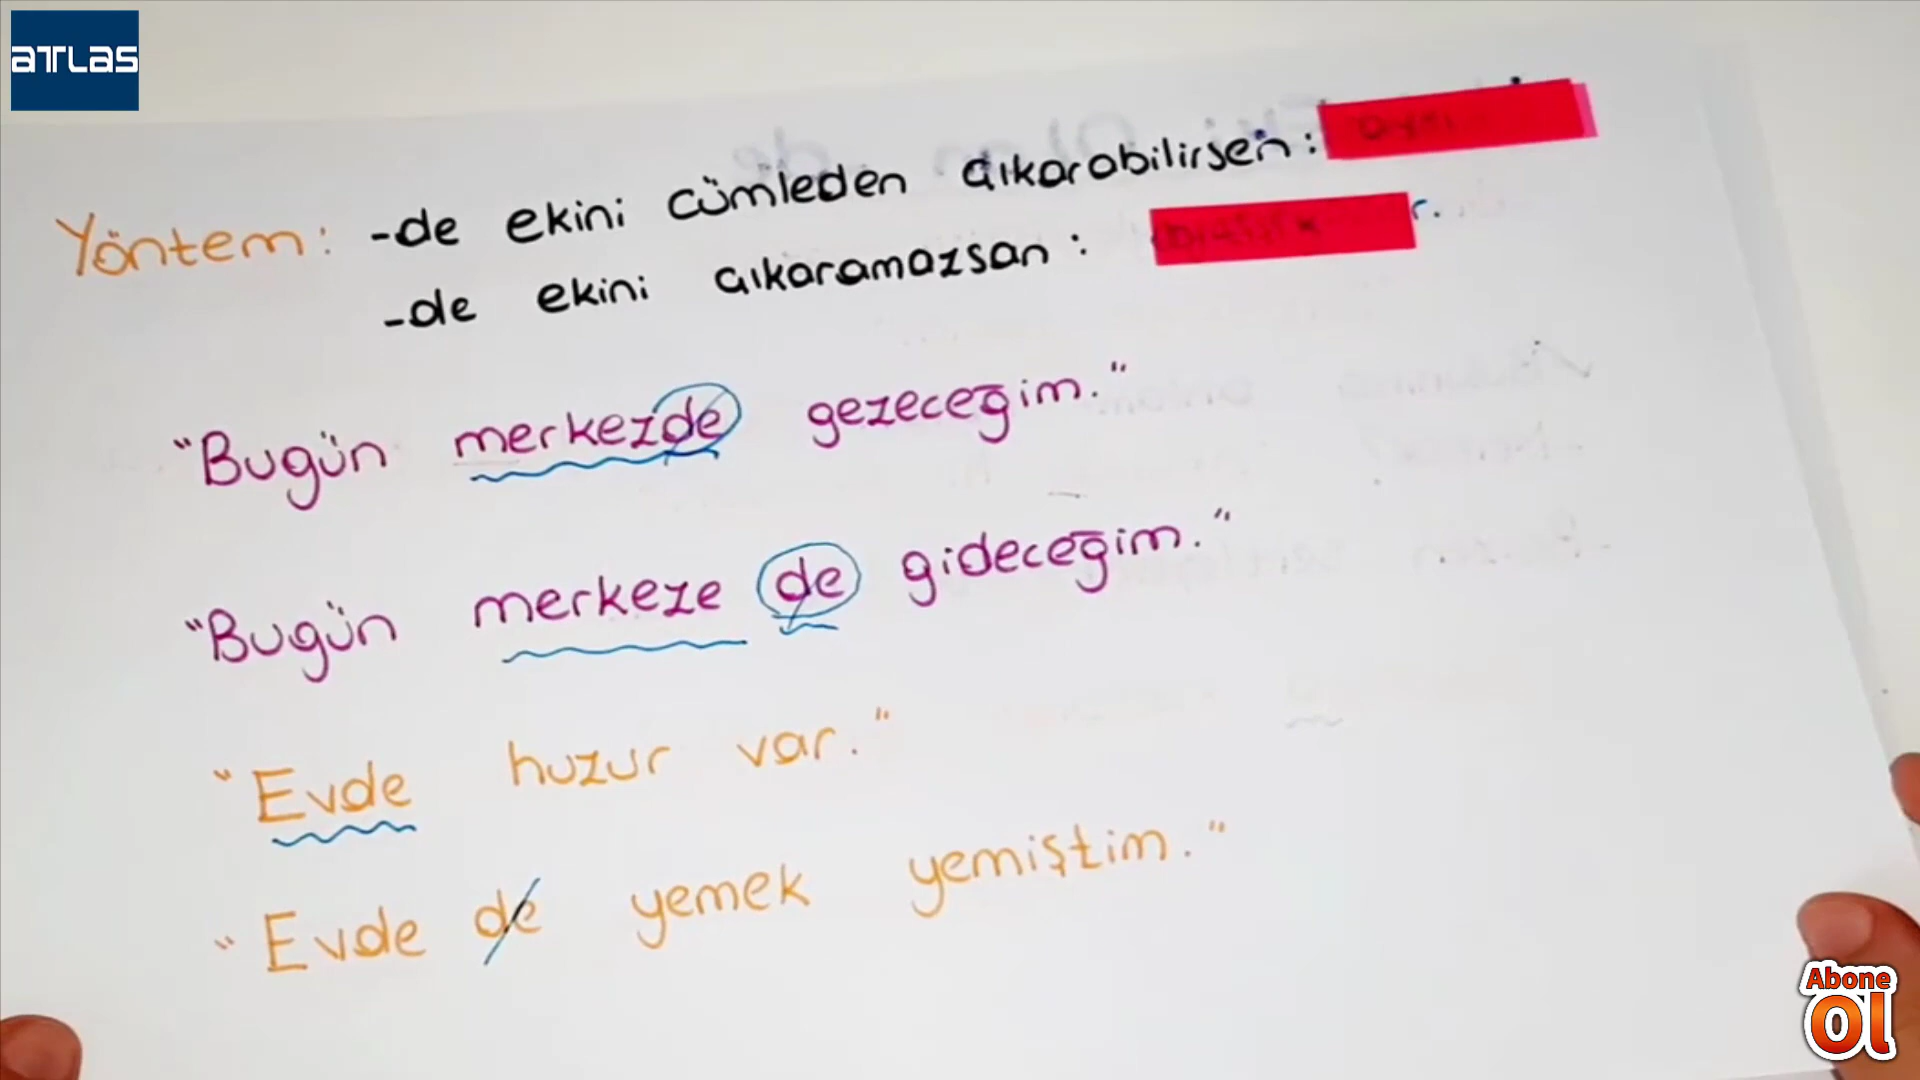 ATLAS
Yöntem: -de ekini cümleden çıkarabilirsen:
-de ekini çıkaramazsan:
"Bugün merkezde gezeceğim."
"Bugün merkeze de gideceğim."
"Evde huzur var."
"Evde de yemek yemiştim."
Abone
Ol